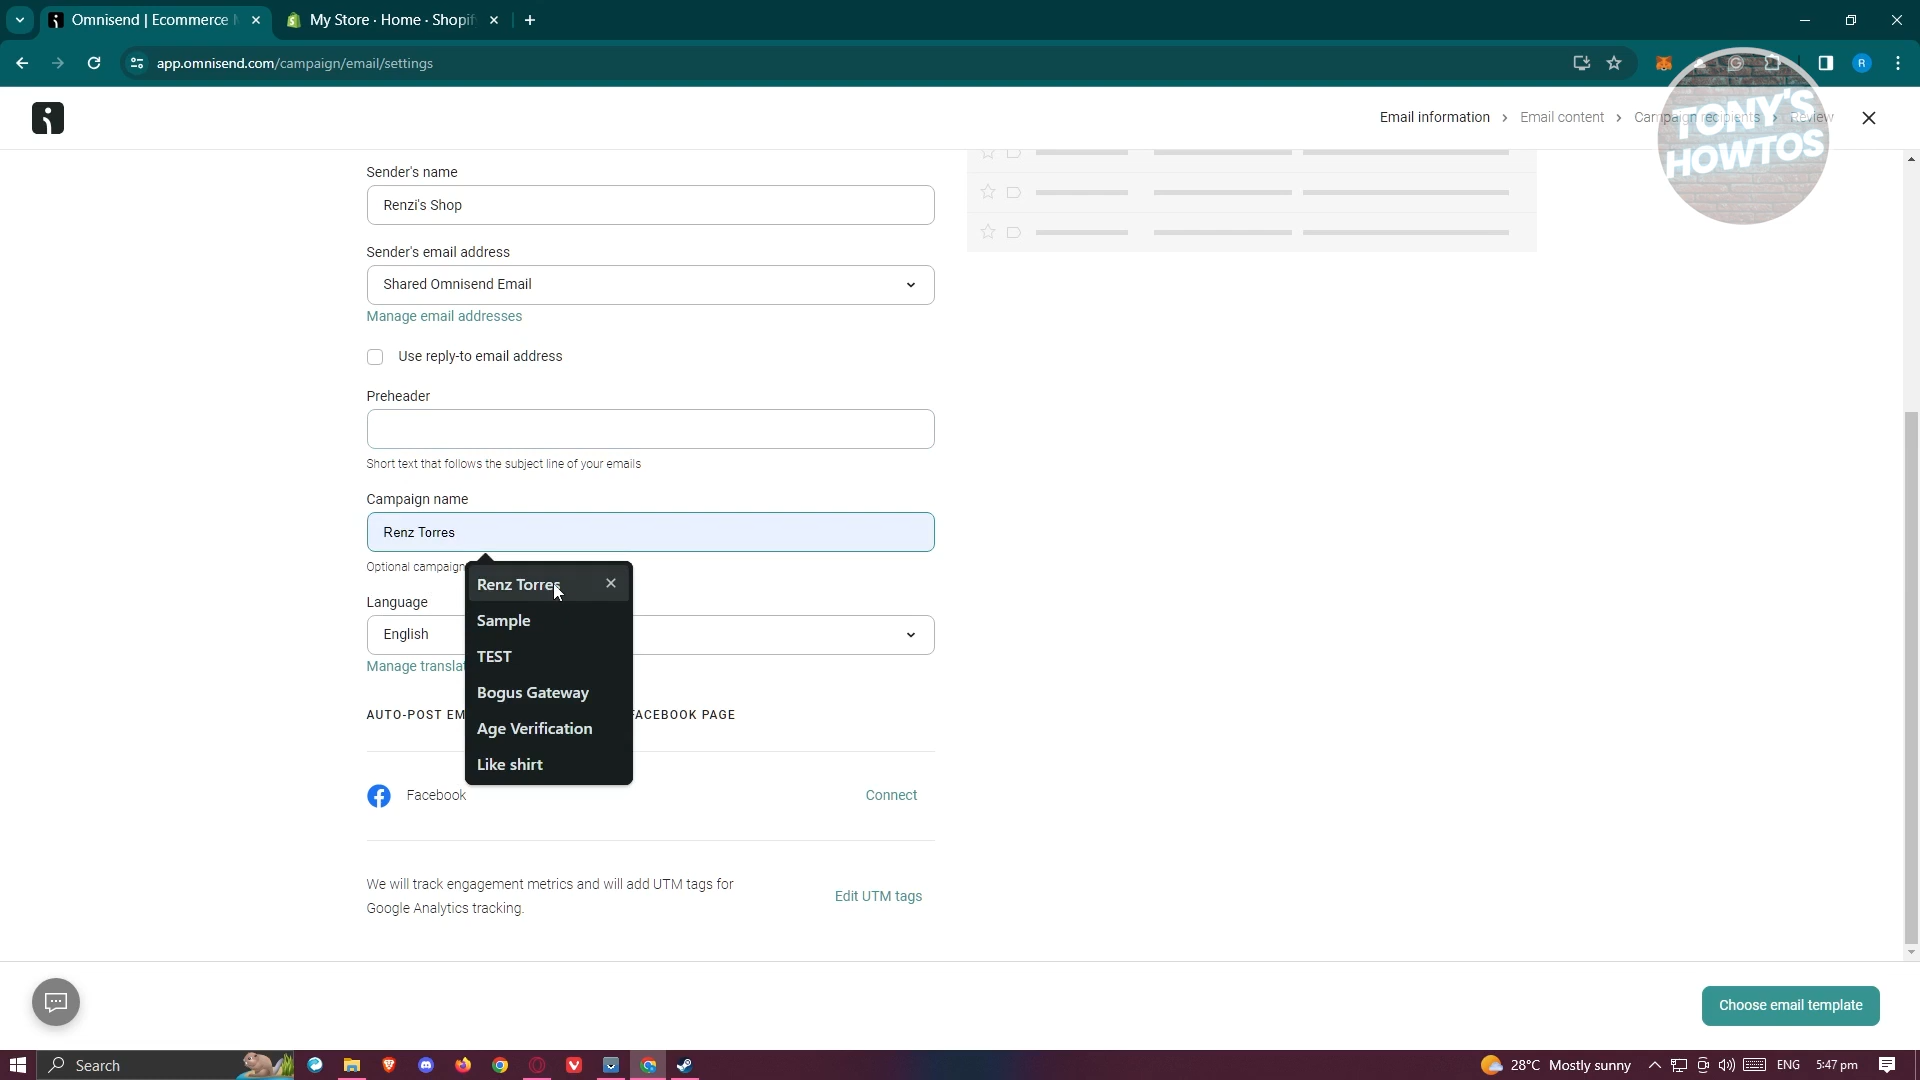 Omnisend | Ecommerce
My Store · Home · Shopif
app.omnisend.com/campaign/email/settings
R
Email information > Email content > Campaign recipients > Review
TONY'S
HOWTOS
Sender's name
Renzi's Shop
Sender's email address
Shared Omnisend Email
Manage email addresses
Use reply-to email address
Preheader
Short text that follows the subject line of your emails
Campaign name
Renz Torres
Optional campaign
Renz Torres
Sample
TEST
Bogus Gateway
Age Verification
Like shirt
Language
English
Manage translat
AUTO-POST EM
FACEBOOK PAGE
Facebook
Connect
We will track engagement metrics and will add UTM tags for
Google Analytics tracking.
Edit UTM tags
Choose email template
Search
28°C Mostly sunny
ENG
5:47 pm